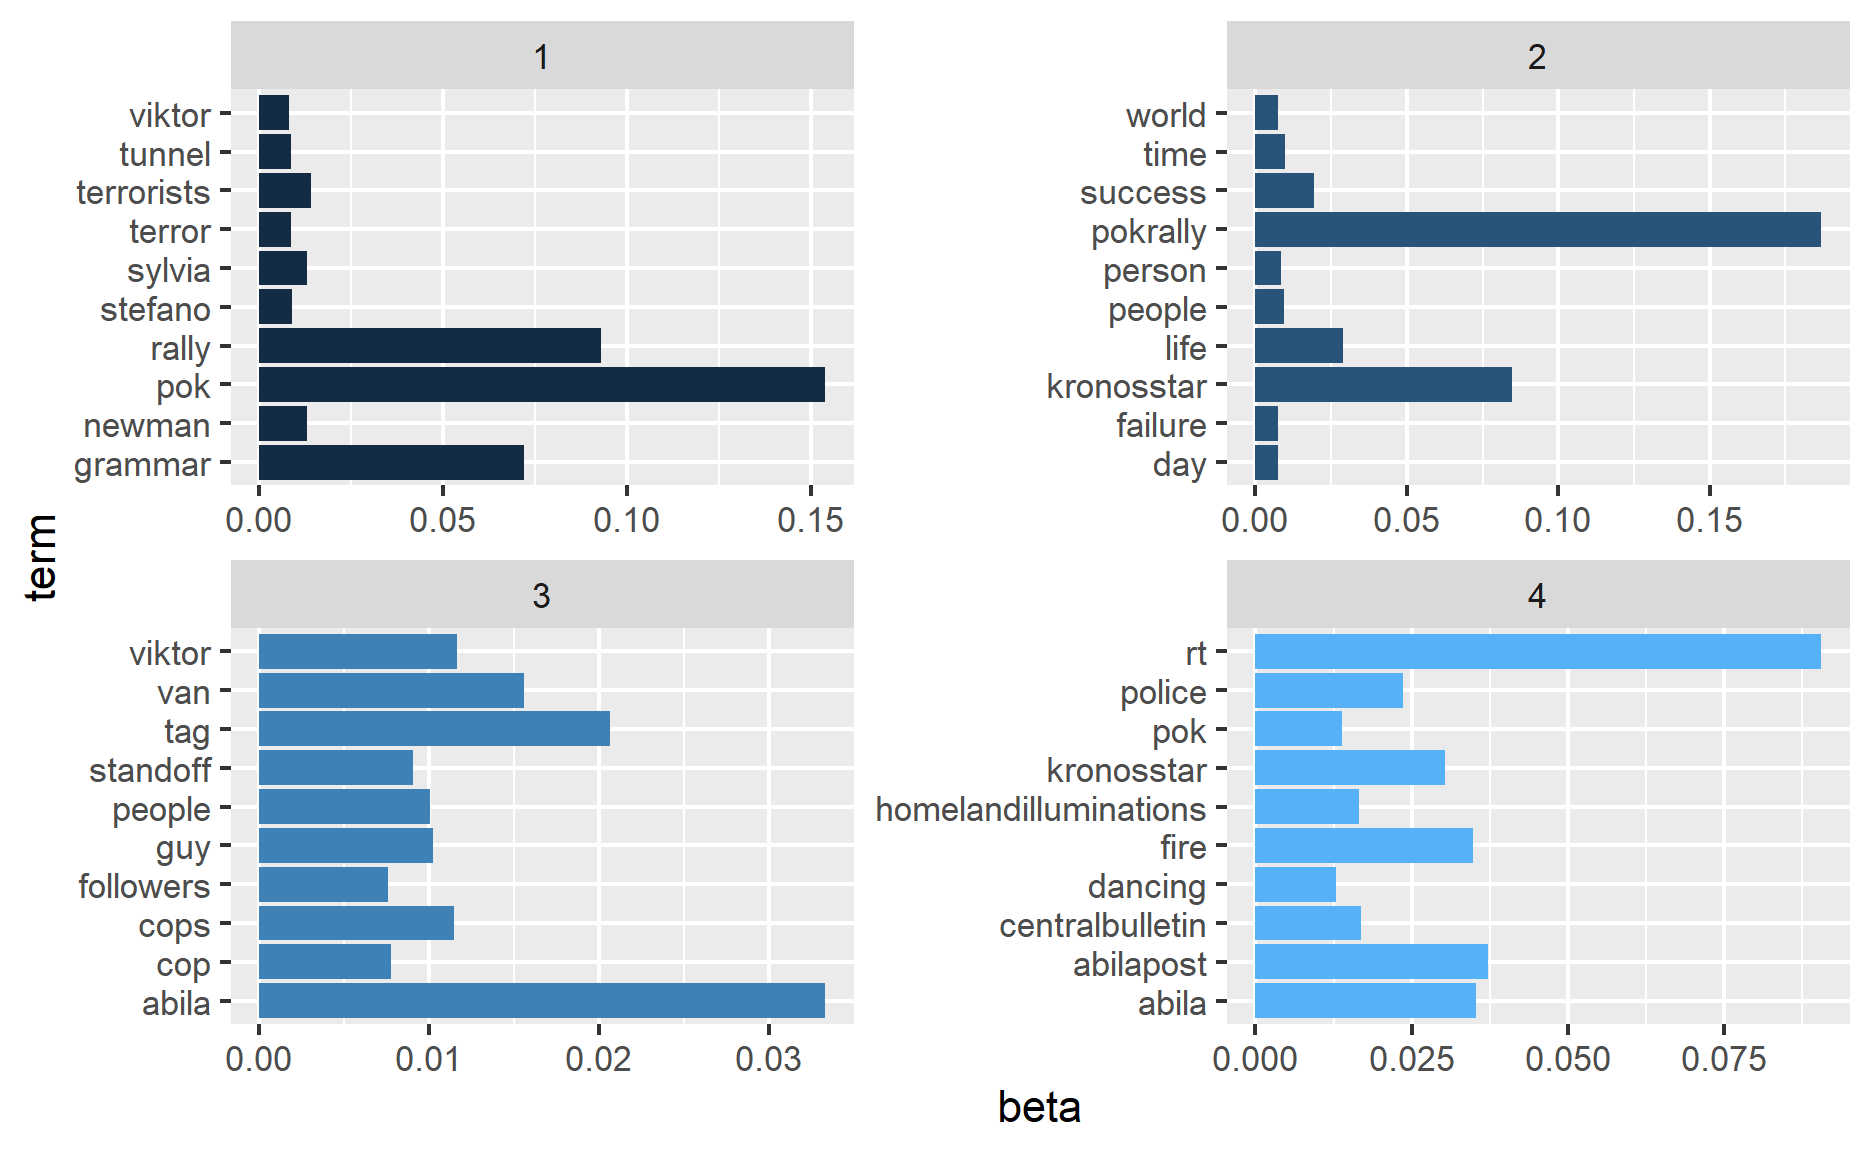 1
viktor
tunnel
terrorists
terror
sylvia
stefano
rally
pok
newman
grammar
0.00 0.05 0.10 0.15
2
world
time
success
pokrally
person
people
life
kronosstar
failure
day
0.00 0.05 0.10 0.15
term
3
viktor
van
tag
standoff
people
guy
followers
cops
cop
abila
0.00 0.01 0.02 0.03
4
rt
police
pok
kronosstar
homelandilluminations
fire
dancing
centralbulletin
abilapost
abila
0.000 0.025 0.050 0.075
beta